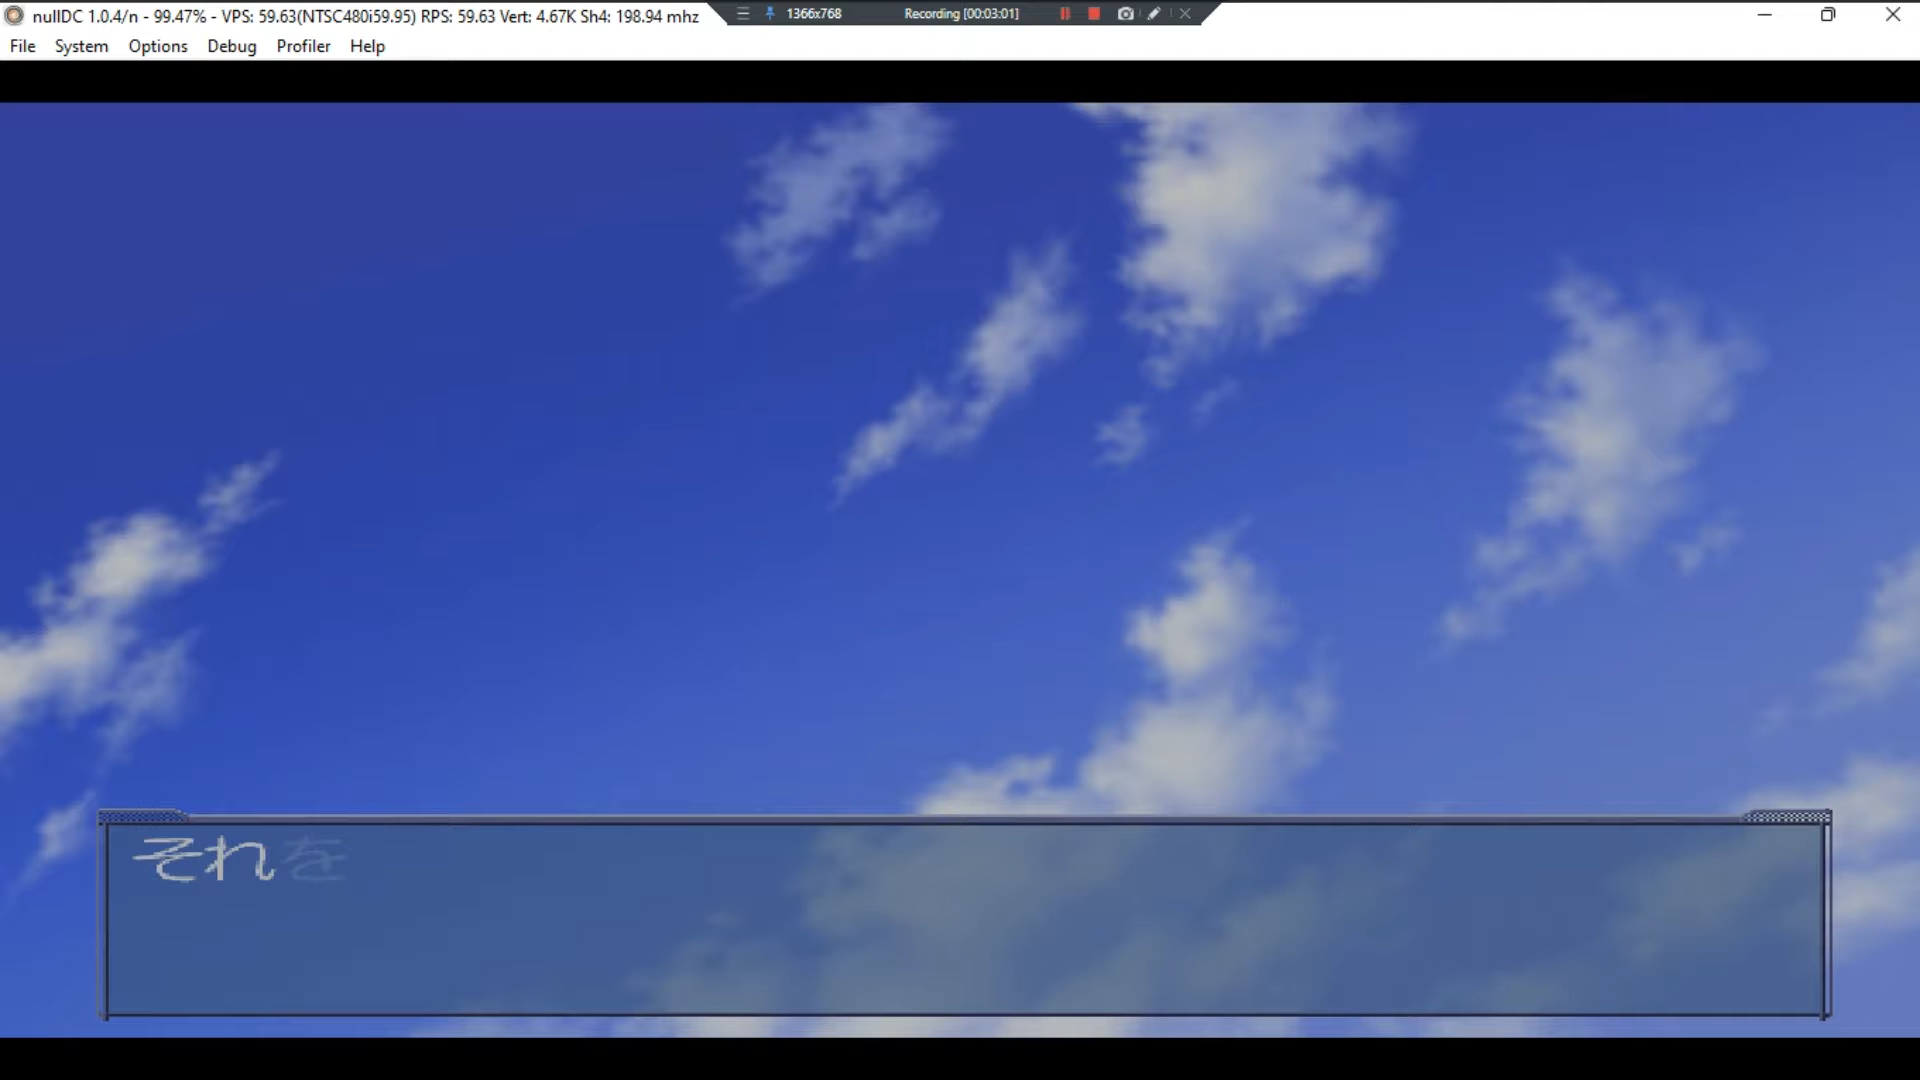 nullDC 1.0.4/n - 99.47% - VPS: 59.63(NTSC480i59.95) RPS: 59.63 Vert: 4.67K Sh4: 198.94 mhz
1366x768
Recording [00:03:01]
File System Options Debug Profiler Help
それを